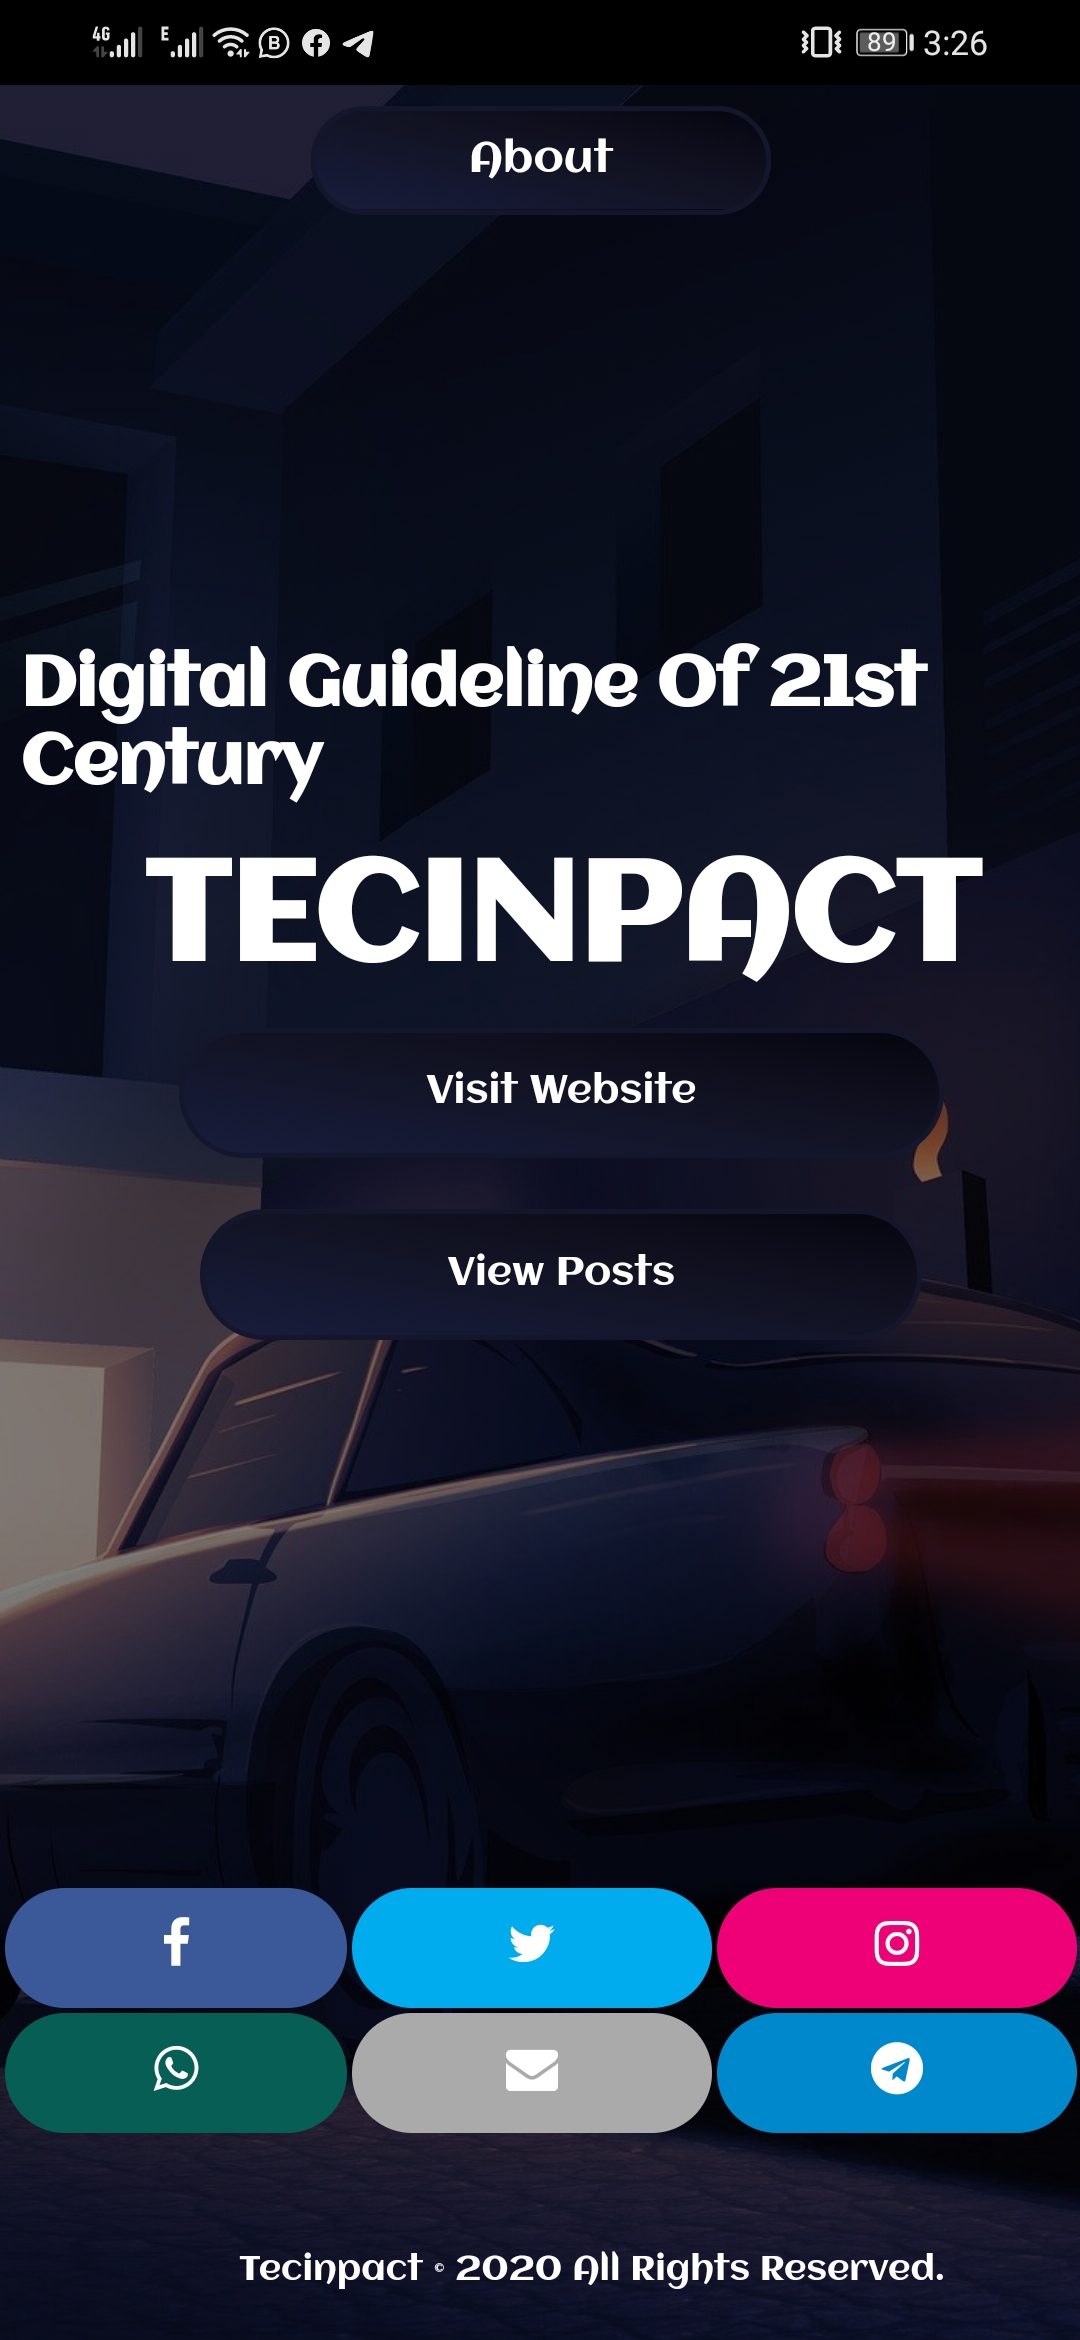 4G E B 89 3:26
About
Digital Guideline Of 21st
Century
TECINPACT
Visit Website
View Posts
Tecinpact © 2020 All Rights Reserved.